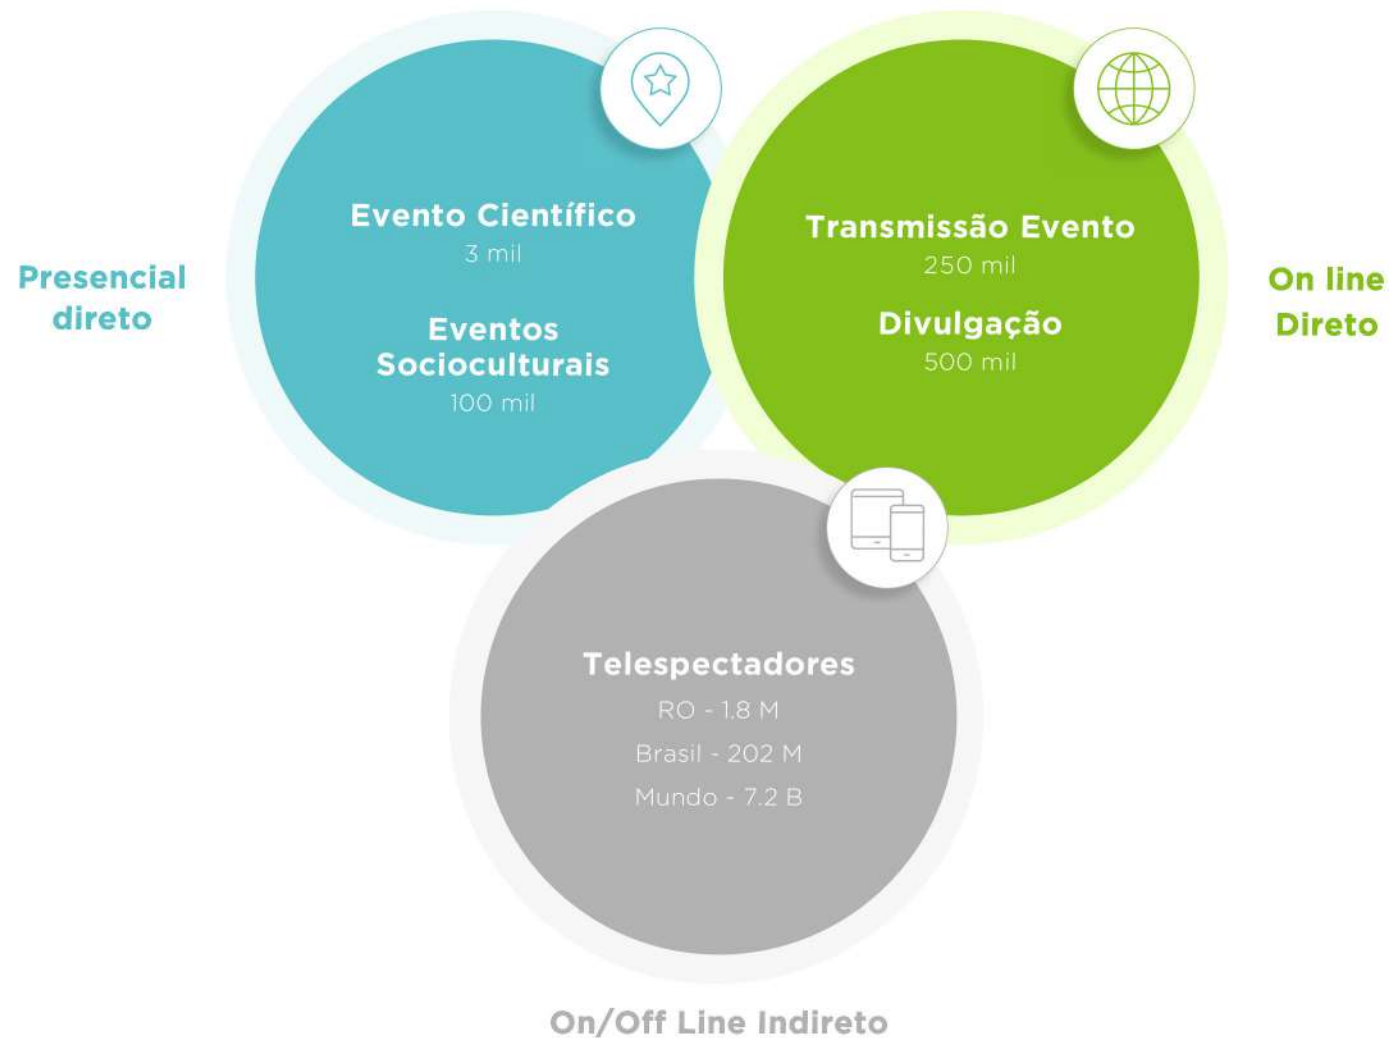 Presencial
direto
Evento Científico
3 mil
Eventos
Socioculturais
100 mil
Transmissão Evento
250 mil
Divulgação
500 mil
On line
Direto
Telespectadores
RO - 1.8 M
Brasil - 202 M
Mundo - 7.2 B
On/Off Line Indireto